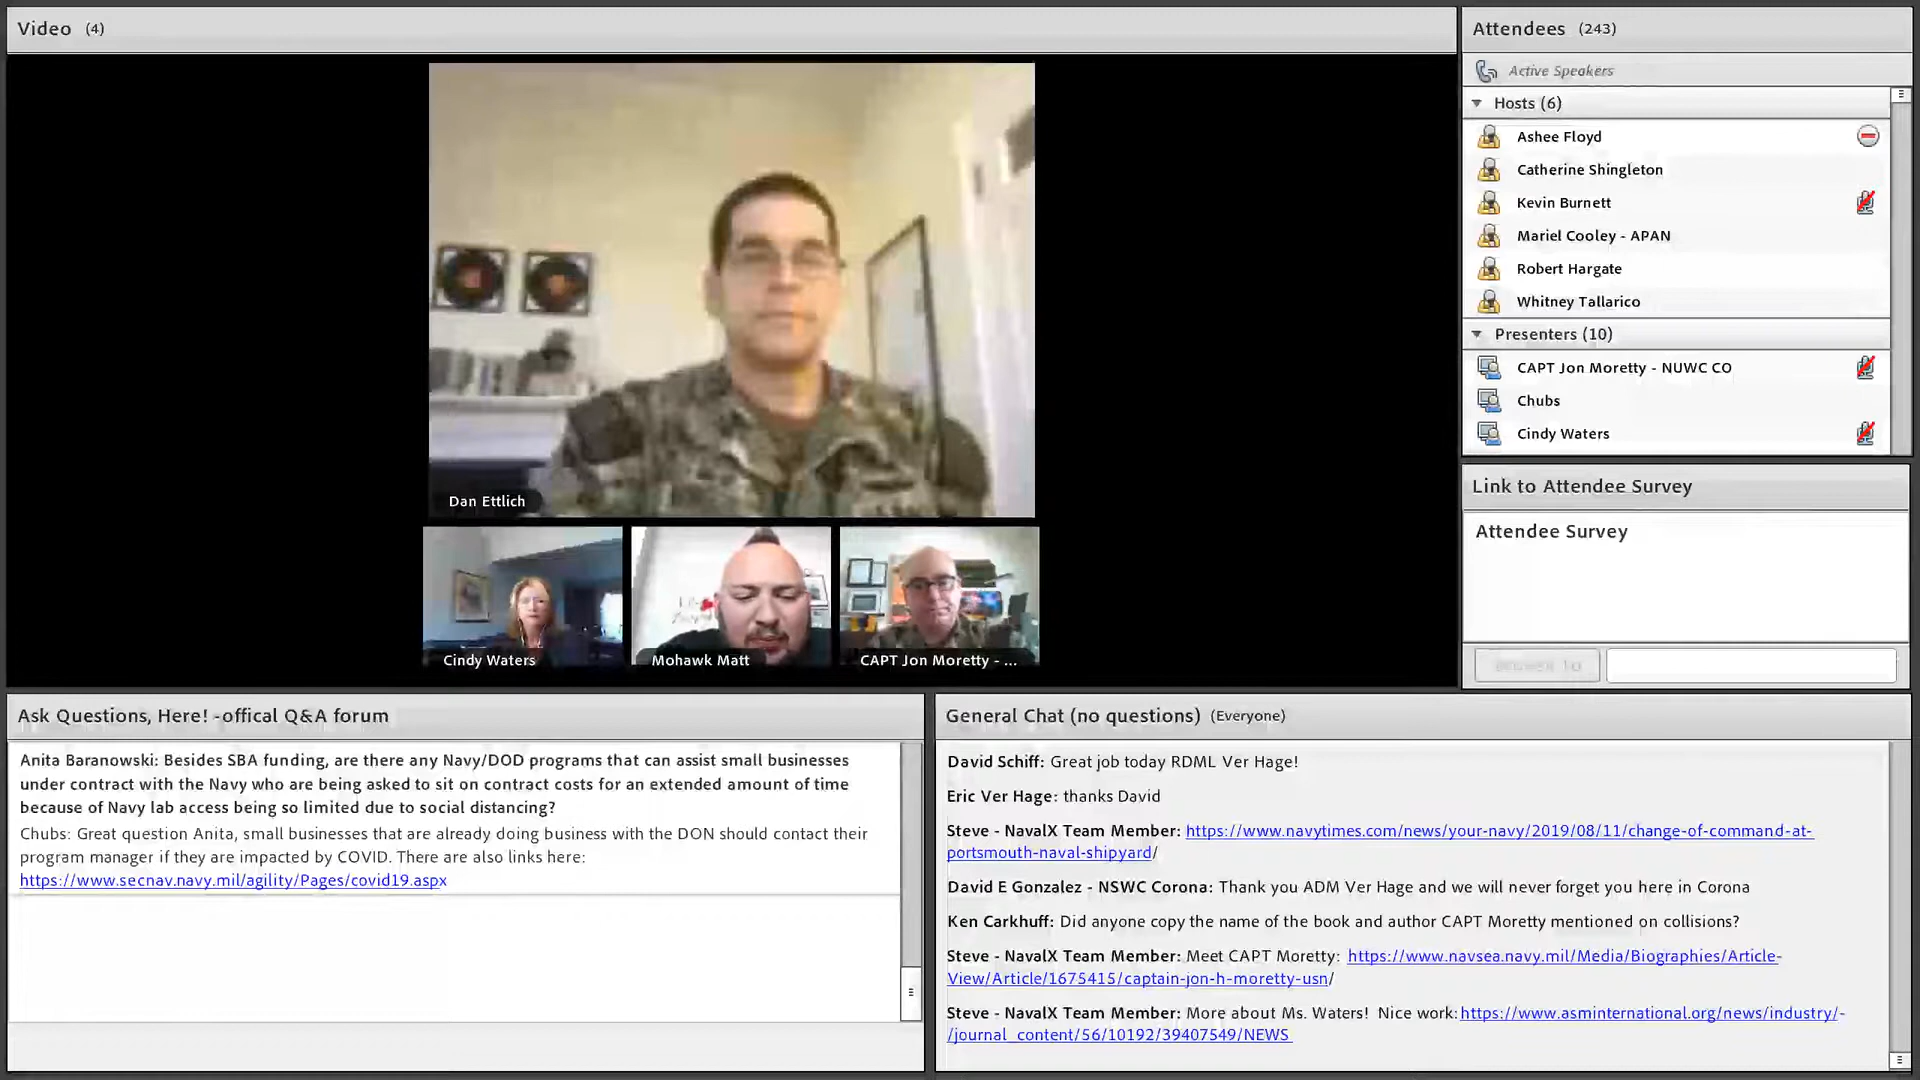 Video (4)
Dan Ettlich
Cindy Waters
Mohawk Matt
CAPT Jon Moretty - ...
Attendees (243)
Active Speakers
Hosts (6)
Ashee Floyd
Catherine Shingleton
Kevin Burnett
Mariel Cooley - APAN
Robert Hargate
Whitney Tallarico
Presenters (10)
CAPT Jon Moretty - NUWC CO
Chubs
Cindy Waters
Link to Attendee Survey
Attendee Survey
Ask Questions, Here! -offical Q&A forum
Anita Baranowski: Besides SBA funding, are there any Navy/DOD programs that can assist small businesses
under contract with the Navy who are being asked to sit on contract costs for an extended amount of time
because of Navy lab access being so limited due to social distancing?
Chubs: Great question Anita, small businesses that are already doing business with the DON should contact their
program manager if they are impacted by COVID. There are also links here:
https://www.secnav.navy.mil/agility/Pages/covid19.aspx
General Chat (no questions) (Everyone)
David Schiff: Great job today RDML Ver Hage!
Eric Ver Hage: thanks David
Steve - NavalX Team Member: https://www.navytimes.com/news/your-navy/2019/08/11/change-of-command-at-
portsmouth-naval-shipyard/
David E Gonzalez - NSWC Corona: Thank you ADM Ver Hage and we will never forget you here in Corona
Ken Carkhuff: Did anyone copy the name of the book and author CAPT Moretty mentioned on collisions?
Steve - NavalX Team Member: Meet CAPT Moretty: https://www.navsea.navy.mil/Media/Biographies/Article-
View/Article/1675415/captain-jon-h-moretty-usn/
Steve - NavalX Team Member: More about Ms. Waters! Nice work:https://www.asminternational.org/news/industry/-
/journal_content/56/10192/39407549/NEWS